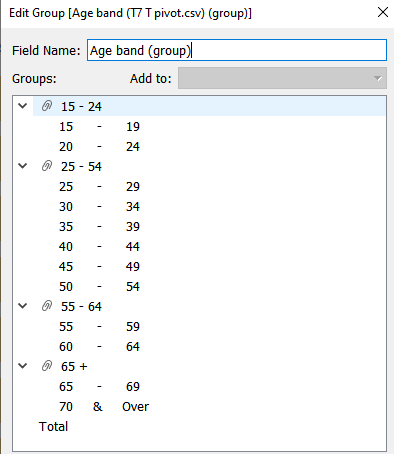 Edit Group [Age band (T7 T pivot.csv) (group)]
Field Name: Age band (group)
Groups: Add to:
15 - 24
15 - 19
20 - 24
25 - 54
25 - 29
30 - 34
35 - 39
40 - 44
45 - 49
50 - 54
55 - 64
55 - 59
60 - 64
65 +
65 - 69
70 & Over
Total